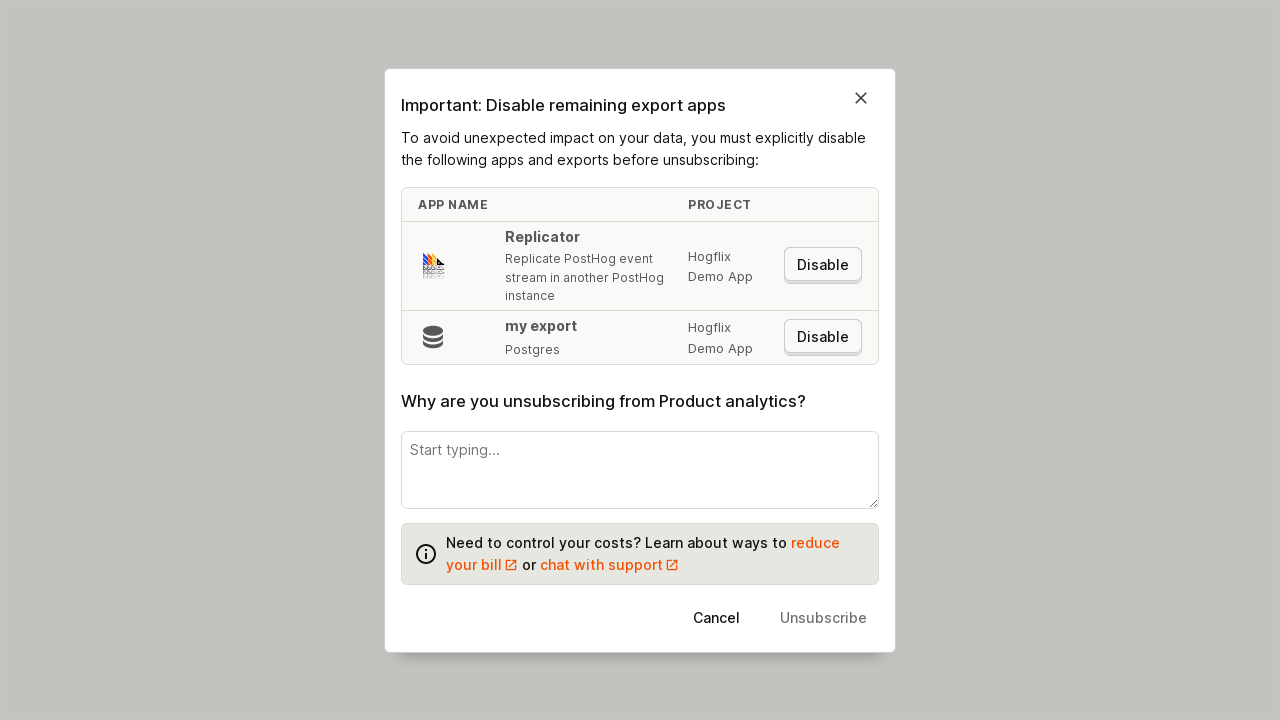 Important: Disable remaining export apps
To avoid unexpected impact on your data, you must explicitly disable
the following apps and exports before unsubscribing:
APP NAME PROJECT
Replicator
Replicate PostHog event
stream in another PostHog
instance
Hogflix
Demo App
Disable
my export
Postgres
Hogflix
Demo App
Disable
Why are you unsubscribing from Product analytics?
Start typing...
Need to control your costs? Learn about ways to reduce
your bill or chat with support
Cancel Unsubscribe